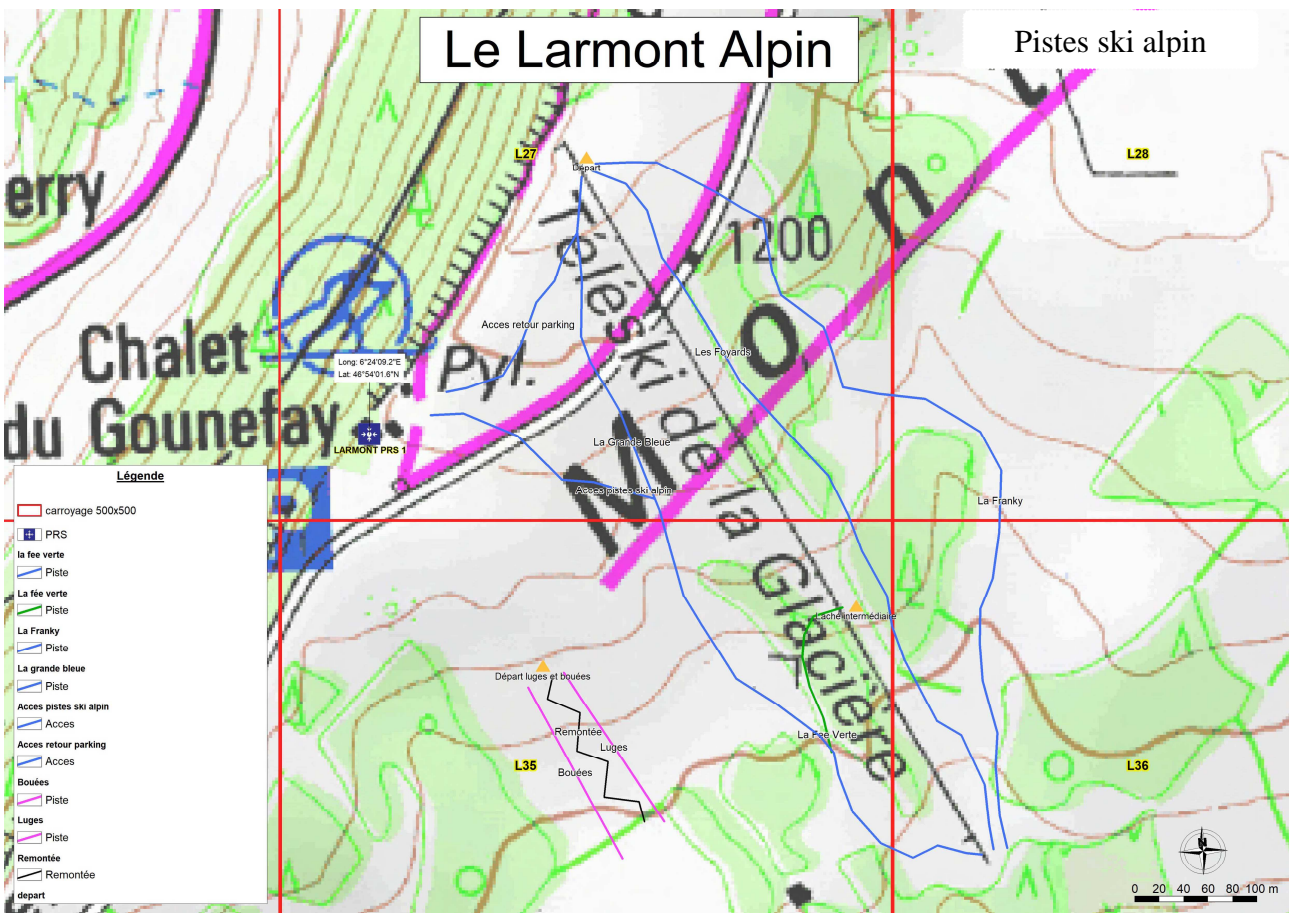 Le Larmont Alpin
Pistes ski alpin
L27
L28
Départ
erry
1200
Téléski de la Glacière
M o n
Acces retour parking
Chalet
du Gounefay
Long: 6°24'09.2"E
Lat: 46°54'01.6"N
Pyl.
Les Foyards
La Grande Bleue
LARMONT PRS 1
Acces pistes ski alpin
La Franky
Laché intermédiaire
Départ luges et bouées
Remontée
Luges
La Feé Verte
L35
Bouées
L36
Légende
carroyage 500x500
PRS
la fee verte
Piste
La fée verte
Piste
La Franky
Piste
La grande bleue
Piste
Acces pistes ski alpin
Acces
Acces retour parking
Acces
Bouées
Piste
Luges
Piste
Remontée
Remontée
depart
N
0 20 40 60 80 100 m